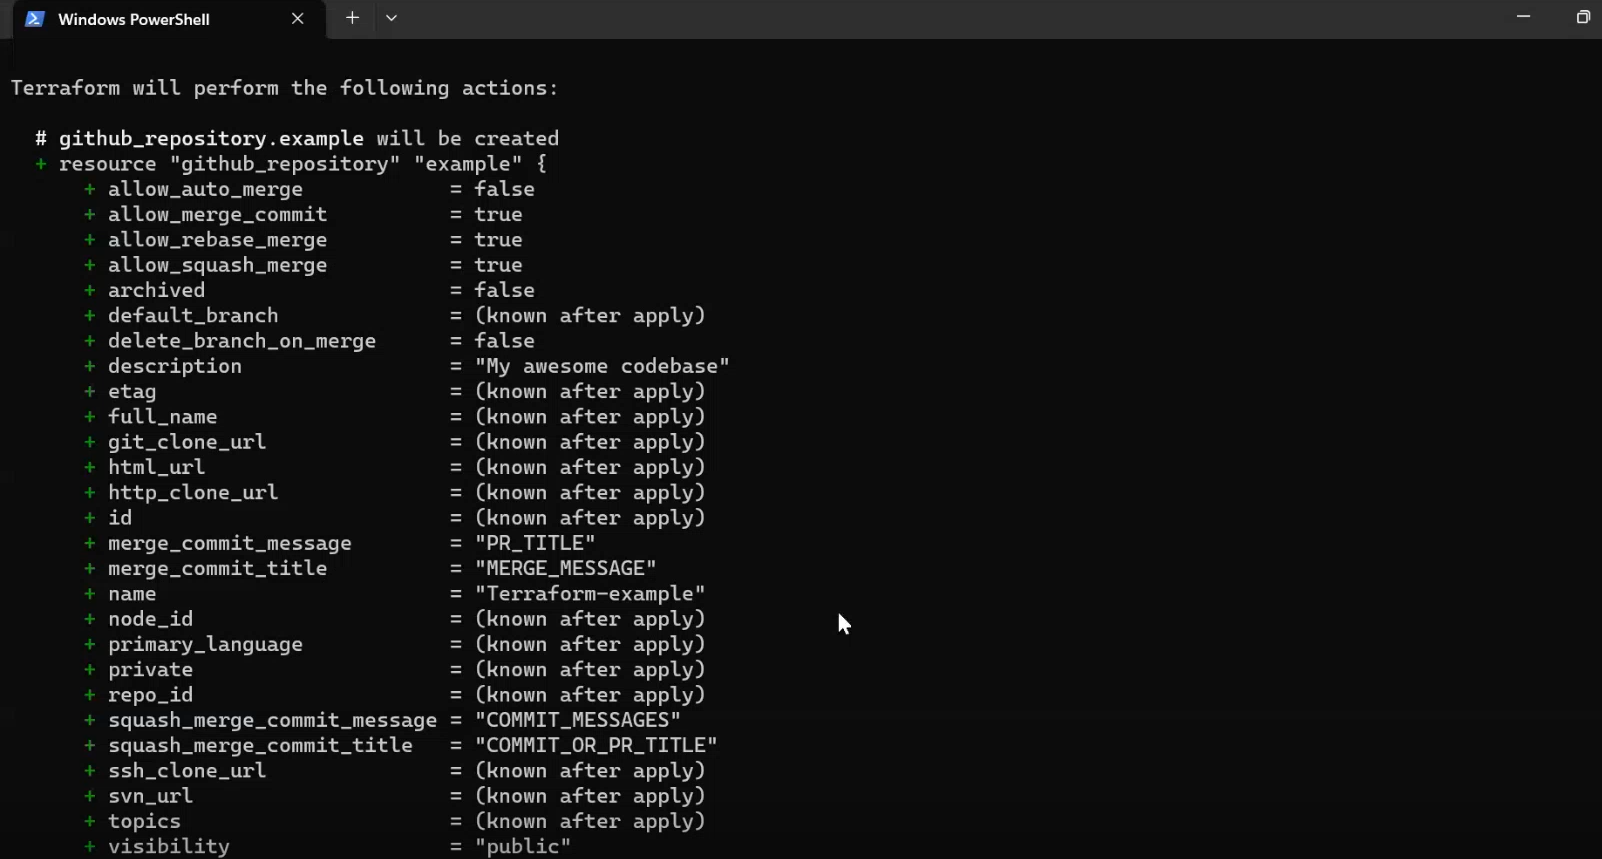 Windows PowerShell
Terraform will perform the following actions:
# github_repository.example will be created
+ resource "github_repository" "example" {
+ allow_auto_merge = false
+ allow_merge_commit = true
+ allow_rebase_merge = true
+ allow_squash_merge = true
+ archived = false
+ default_branch = (known after apply)
+ delete_branch_on_merge = false
+ description = "My awesome codebase"
+ etag = (known after apply)
+ full_name = (known after apply)
+ git_clone_url = (known after apply)
+ html_url = (known after apply)
+ http_clone_url = (known after apply)
+ id = (known after apply)
+ merge_commit_message = "PR_TITLE"
+ merge_commit_title = "MERGE_MESSAGE"
+ name = "Terraform-example"
+ node_id = (known after apply)
+ primary_language = (known after apply)
+ private = (known after apply)
+ repo_id = (known after apply)
+ squash_merge_commit_message = "COMMIT_MESSAGES"
+ squash_merge_commit_title = "COMMIT_OR_PR_TITLE"
+ ssh_clone_url = (known after apply)
+ svn_url = (known after apply)
+ topics = (known after apply)
+ visibility = "public"